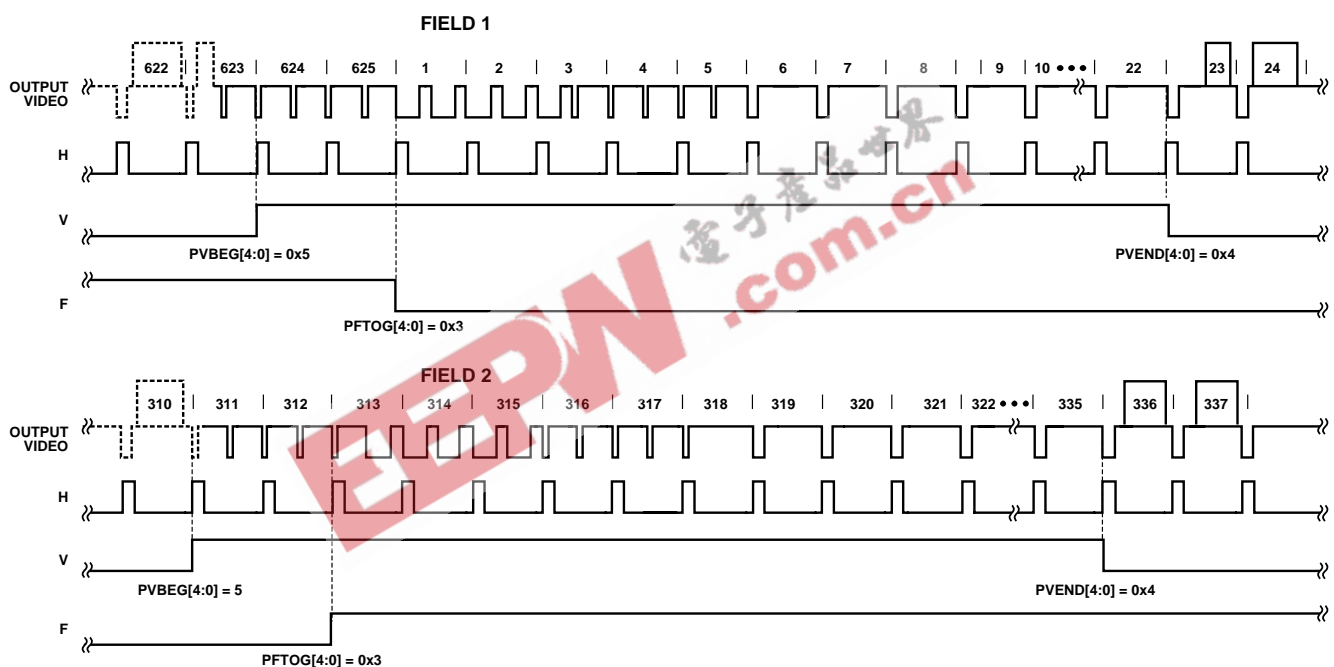 FIELD 1
622 623 624 625 1 2 3 4 5 6 7 8 9 10 ••• 22 23 24
OUTPUT
VIDEO
H
V
PVBEG[4:0] = 0x5 PVEND[4:0] = 0x4
F
PFTOG[4:0] = 0x3
FIELD 2
310 311 312 313 314 315 316 317 318 319 320 321 322 ••• 335 336 337
OUTPUT
VIDEO
H
V
PVBEG[4:0] = 5 PVEND[4:0] = 0x4
F
PFTOG[4:0] = 0x3
EEPW
電子產品世界
.com.cn